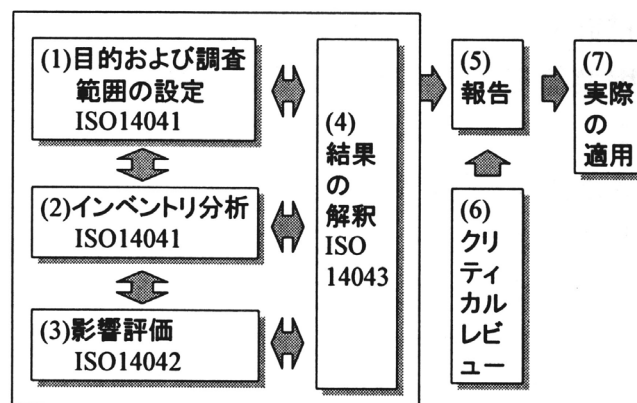 (1)目的および調査
範囲の設定
ISO14041
(2)インベントリ分析
ISO14041
(3)影響評価
ISO14042
(4)
結果
の
解釈
ISO
14043
(5)
報告
(6)
クリ
ティ
カル
レビ
ュー
(7)
実際
の
適用